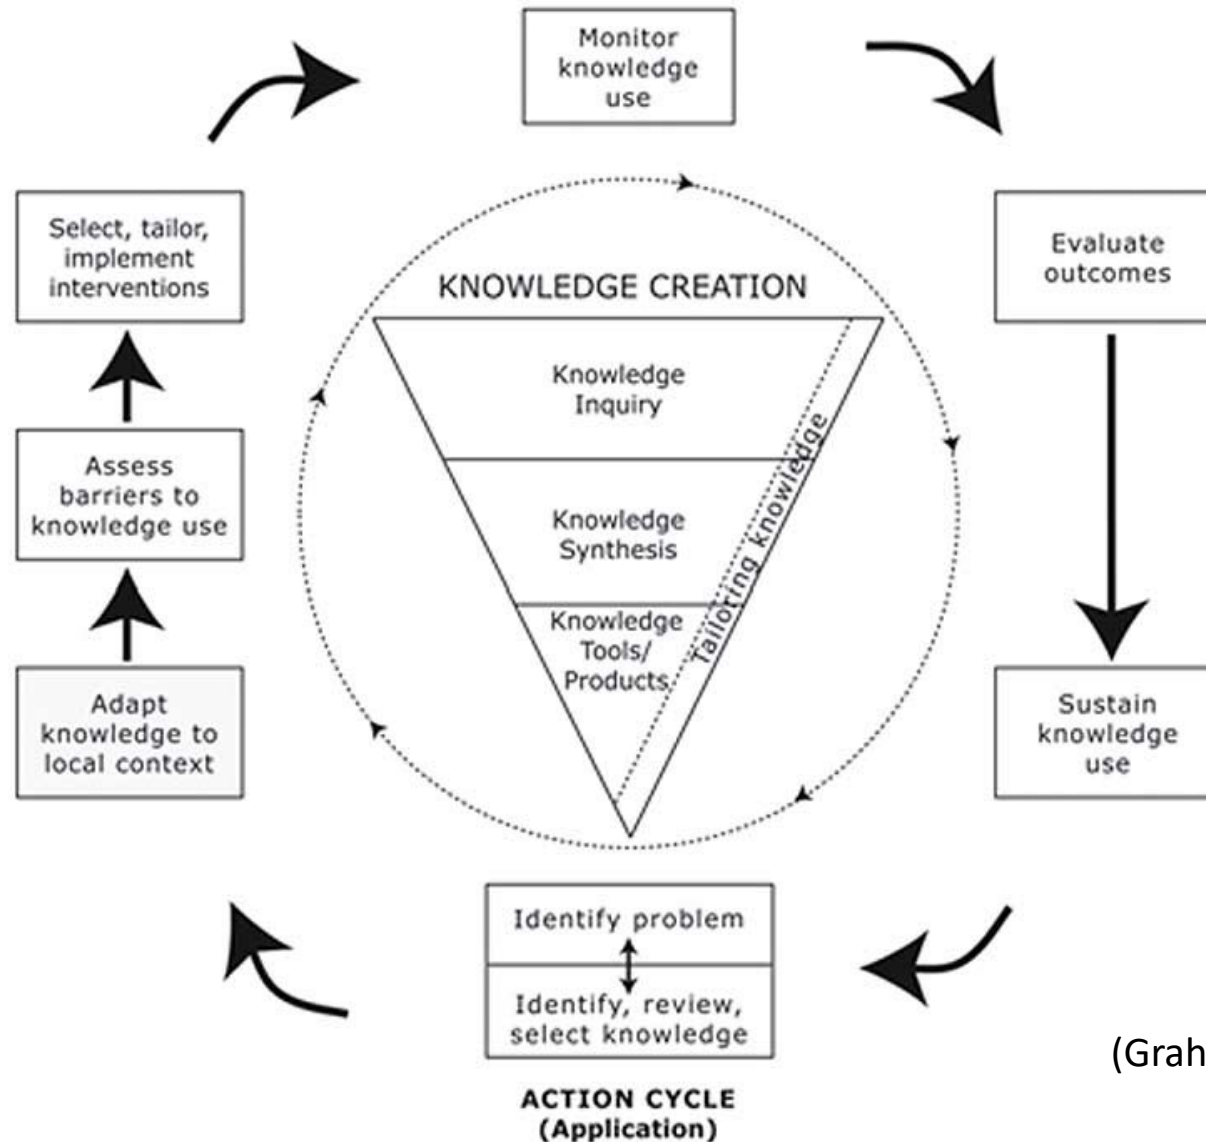 Monitor
knowledge
use
Select, tailor,
implement
interventions
Evaluate
outcomes
KNOWLEDGE CREATION
Knowledge
Inquiry
Assess
barriers to
knowledge use
Knowledge
Synthesis
Tailoring knowledge
Knowledge
Tools/
Products
Adapt
knowledge to
local context
Sustain
knowledge
use
Identify problem
Identify, review,
select knowledge
(Grah
ACTION CYCLE
(Application)